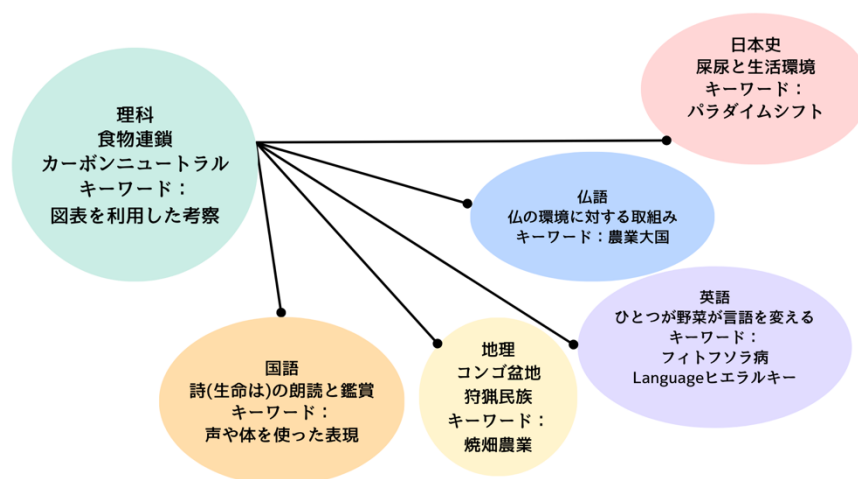 理科
食物連鎖
カーボンニュートラル
キーワード：
図表を利用した考察
日本史
屎尿と生活環境
キーワード：
パラダイムシフト
仏語
仏の環境に対する取組み
キーワード：農業大国
英語
ひとつが野菜が言語を変える
キーワード：
フィトフソラ病
Languageヒエラルキー
地理
コンゴ盆地
狩猟民族
キーワード：
焼畑農業
国語
詩(生命は)の朗読と鑑賞
キーワード：
声や体を使った表現